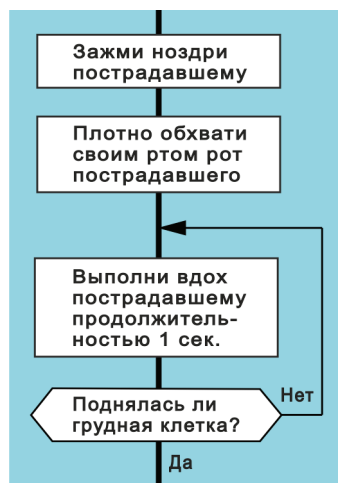 Зажми ноздри
пострадавшему
Плотно обхвати
своим ртом рот
пострадавшего
Выполни вдох
пострадавшему
продолжитель-
ностью 1 сек.
Поднялась ли
грудная клетка?
Нет
Да